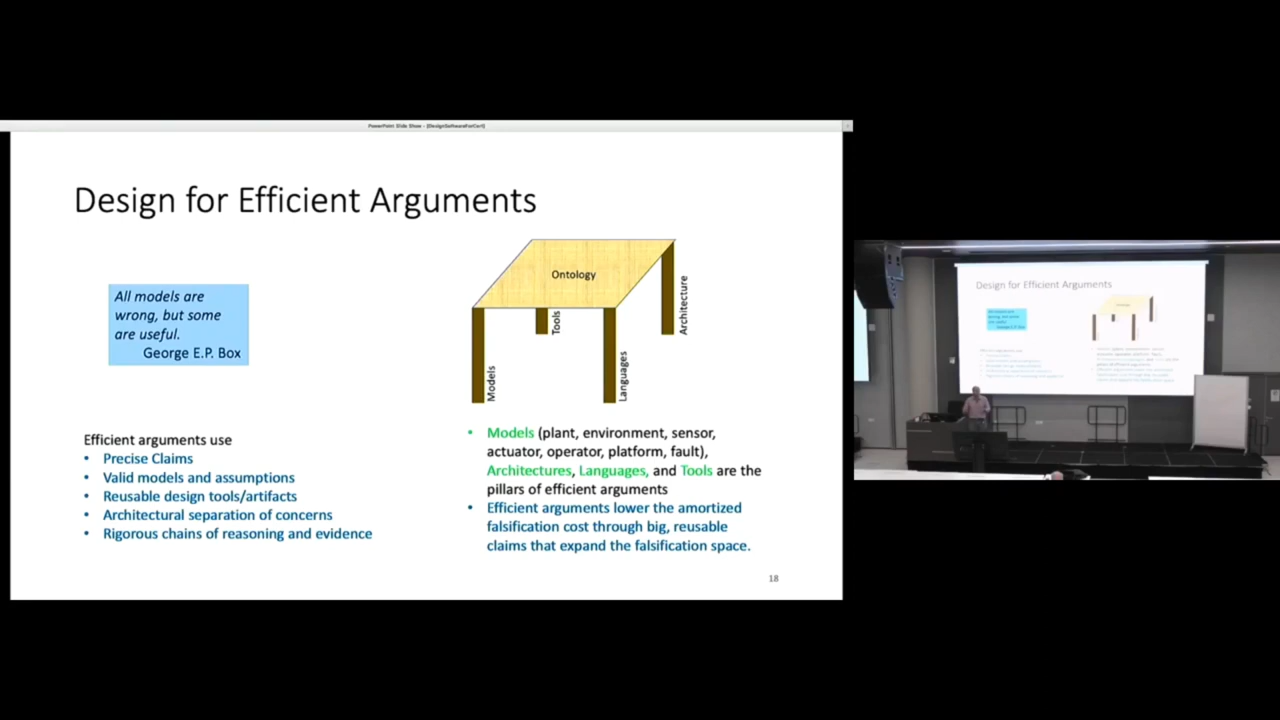 PowerPoint Slide Show - [DesignSoftwareForCert]
Design for Efficient Arguments
All models are
wrong, but some
are useful.
George E.P. Box
Ontology
Models
Tools
Languages
Architecture
Efficient arguments use
• Precise Claims
• Valid models and assumptions
• Reusable design tools/artifacts
• Architectural separation of concerns
• Rigorous chains of reasoning and evidence
• Models (plant, environment, sensor,
actuator, operator, platform, fault),
Architectures, Languages, and Tools are the
pillars of efficient arguments
• Efficient arguments lower the amortized
falsification cost through big, reusable
claims that expand the falsification space.
18
Design for Efficient Arguments